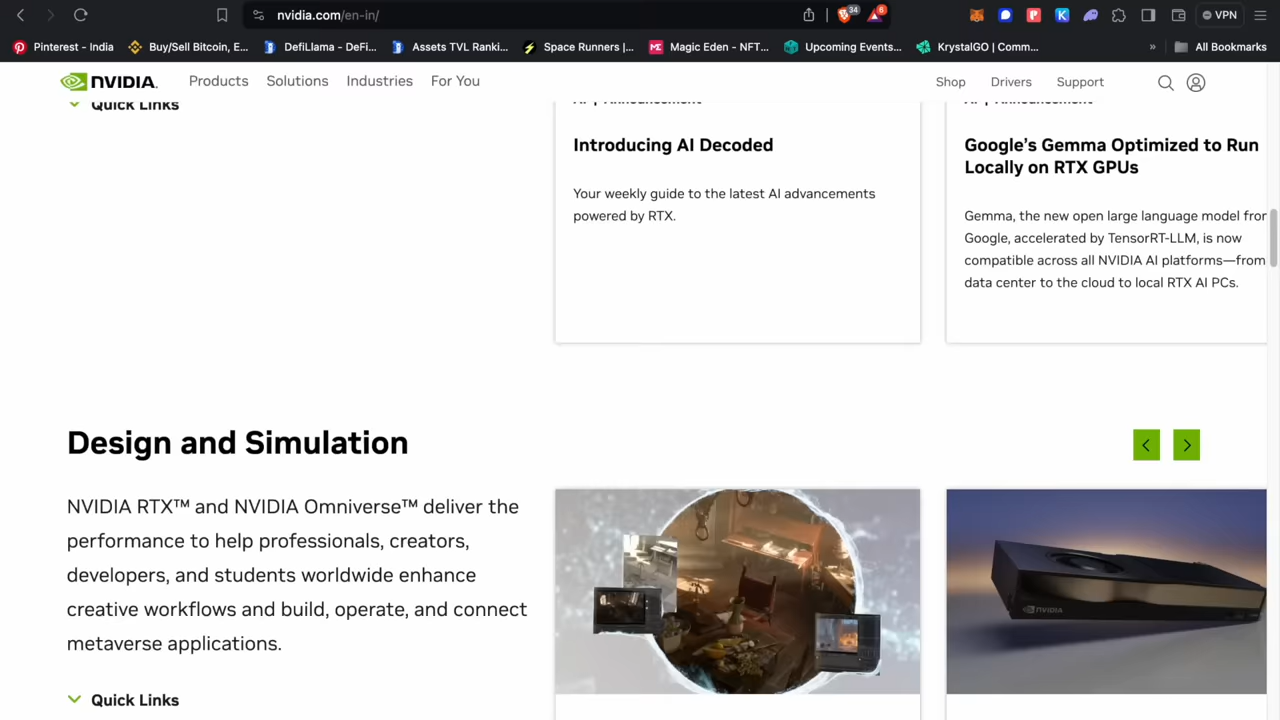 nvidia.com/en-in/
34
6
VPN
Pinterest - India
Buy/Sell Bitcoin, E...
DefiLlama - DeFi...
Assets TVL Ranki...
Space Runners |...
Magic Eden - NFT...
Upcoming Events...
KrystalGO | Comm...
»
All Bookmarks
NVIDIA.
Products
Solutions
Industries
For You
Shop
Drivers
Support
Quick Links
Introducing AI Decoded
Your weekly guide to the latest AI advancements
powered by RTX.
Google's Gemma Optimized to Run
Locally on RTX GPUs
Gemma, the new open large language model from
Google, accelerated by TensorRT-LLM, is now
compatible across all NVIDIA AI platforms—from
data center to the cloud to local RTX AI PCs.
Design and Simulation
NVIDIA RTX™ and NVIDIA Omniverse™ deliver the
performance to help professionals, creators,
developers, and students worldwide enhance
creative workflows and build, operate, and connect
metaverse applications.
Quick Links
NVIDIA